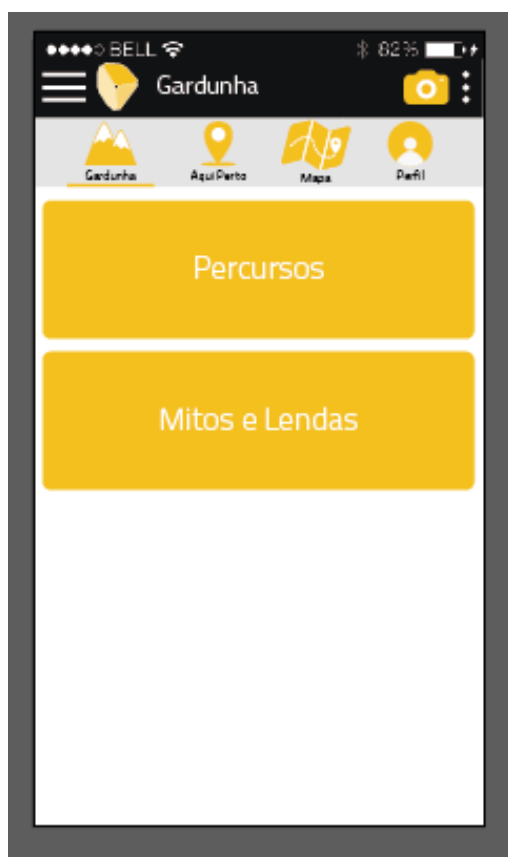 BELL 82%
Gardunha
Gardunha Aqui Perto Mapa Perfil
Percursos
Mitos e Lendas